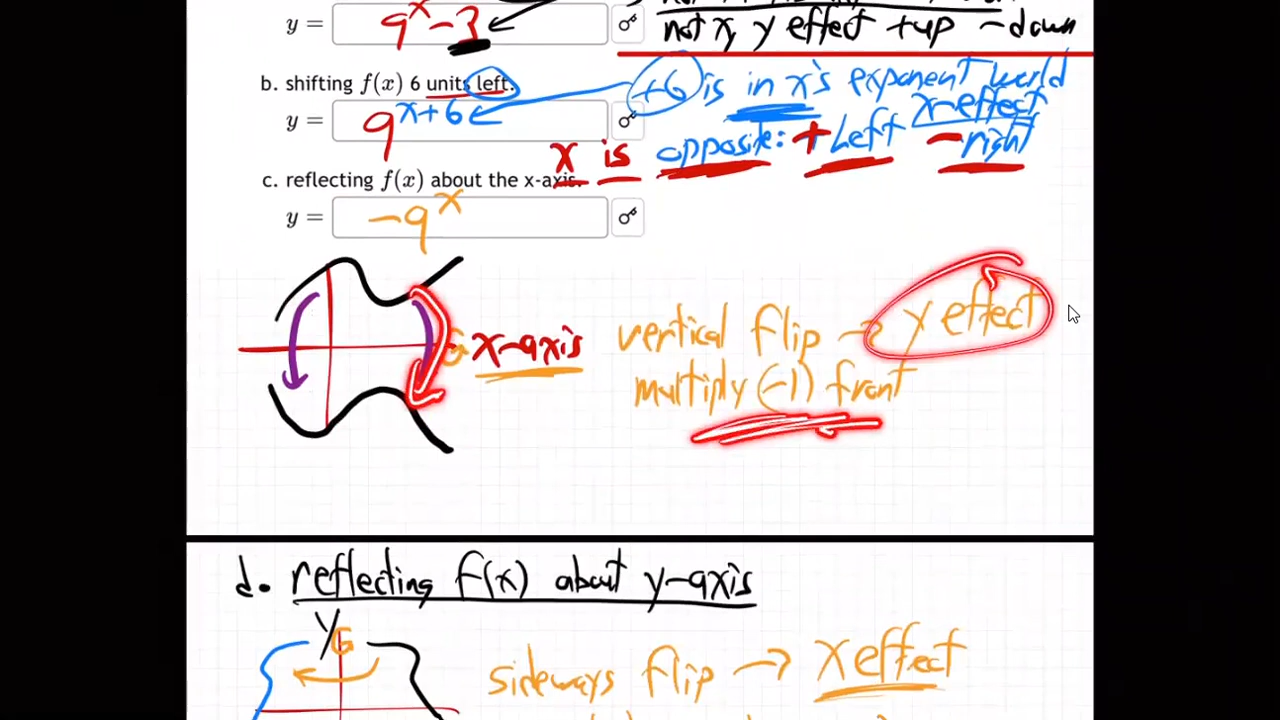 y = 9^x - 3
not x, y effect +up -down
b. shifting f(x) 6 units left.
+6 is in x's exponent world
x-effect
y = 9^x+6
opposite: + Left - right
x is
c. reflecting f(x) about the x-axis.
y = -9^x
x-axis
vertical flip → y effect
multiply (-1) front
d. reflecting f(x) about y-axis
y
sideways flip → x effect